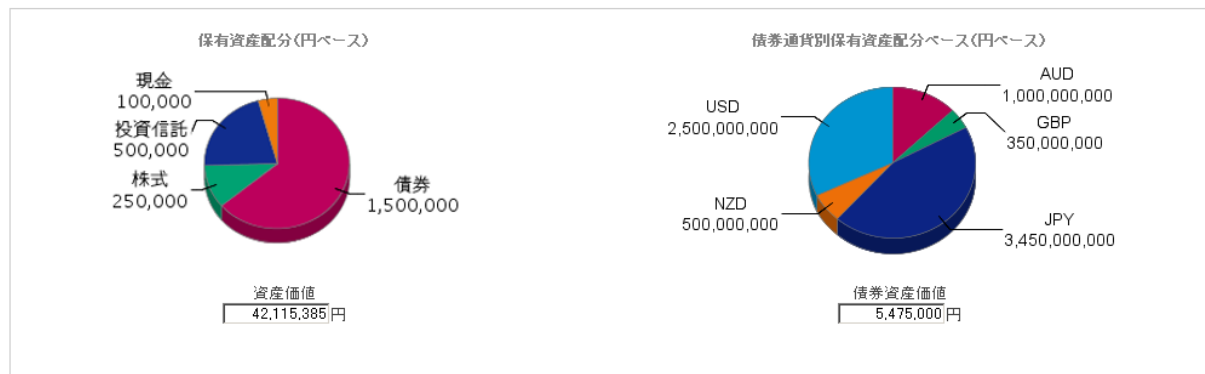 保有資産配分(円ベース)
現金
100,000
投資信託
500,000
株式
250,000
債券
1,500,000
資産価値
42,115,385 円
債券通貨別保有資産配分ベース(円ベース)
AUD
1,000,000,000
GBP
350,000,000
USD
2,500,000,000
NZD
500,000,000
JPY
3,450,000,000
債券資産価値
5,475,000 円